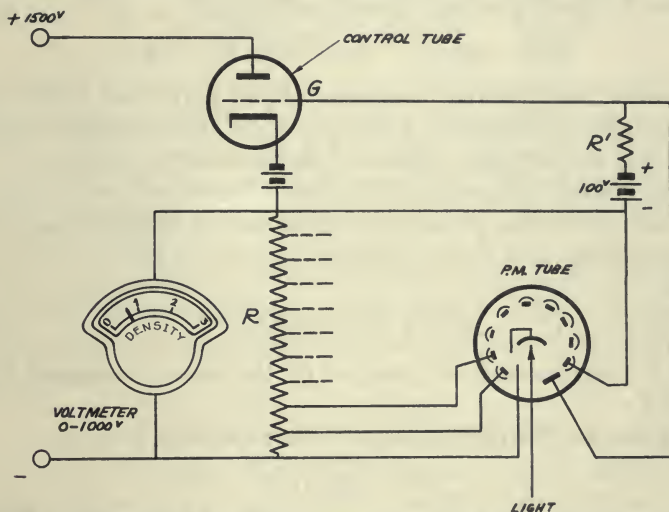 + 1500V
CONTROL TUBE
G
R'
+
100V
-
P.M. TUBE
0 1 2 3
DENSITY
R
VOLTMETER
0-1000V
-
LIGHT